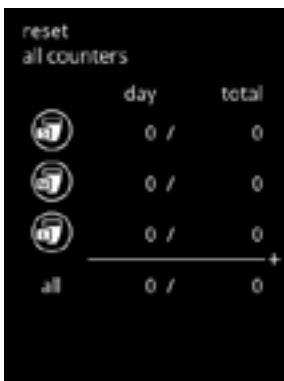 reset
all counters
day total
0 / 0
0 / 0
0 / 0
+
all 0 / 0